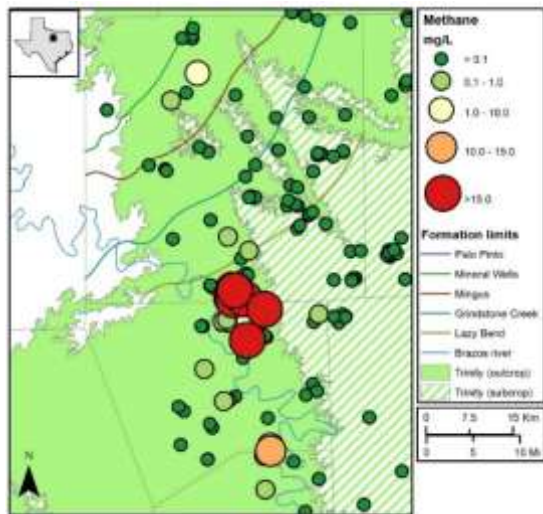 Methane
mg/L
< 0.1
0.1 - 1.0
1.0 - 10.0
10.0 - 15.0
>15.0
Formation limits
Palo Pinto
Mineral Wells
Mingus
Grindstone Creek
Lazy Bend
Brazos river
Trinity (outcrop)
Trinity (subcrop)
0 7.5 15 Km
0 5 10 Mi
N